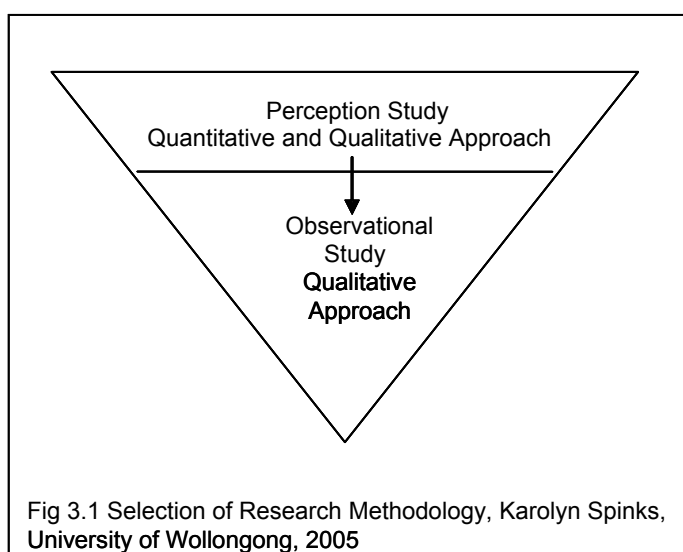 Perception Study
Quantitative and Qualitative Approach
Observational
Study
Qualitative
Approach
Fig 3.1 Selection of Research Methodology, Karolyn Spinks,
University of Wollongong, 2005